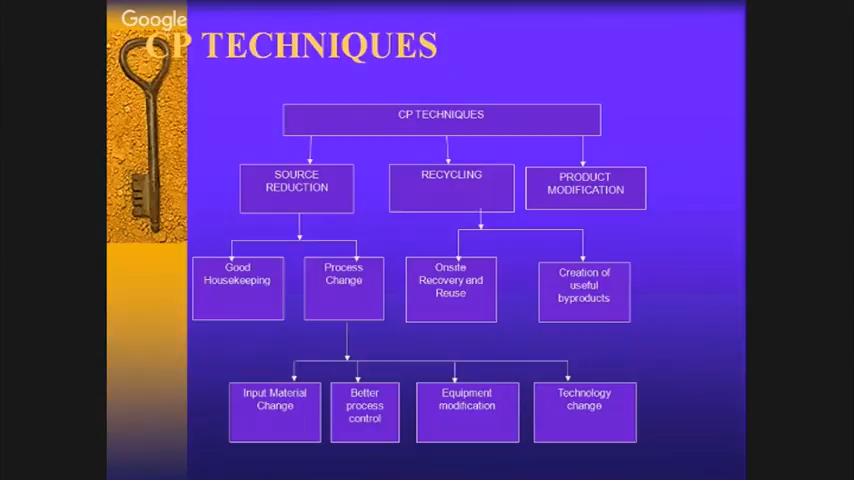 Google
CP TECHNIQUES
CP TECHNIQUES
SOURCE
REDUCTION
RECYCLING
PRODUCT
MODIFICATION
Good
Housekeeping
Process
Change
Onsite
Recovery and
Reuse
Creation of
useful
byproducts
Input Material
Change
Better
process
control
Equipment
modification
Technology
change